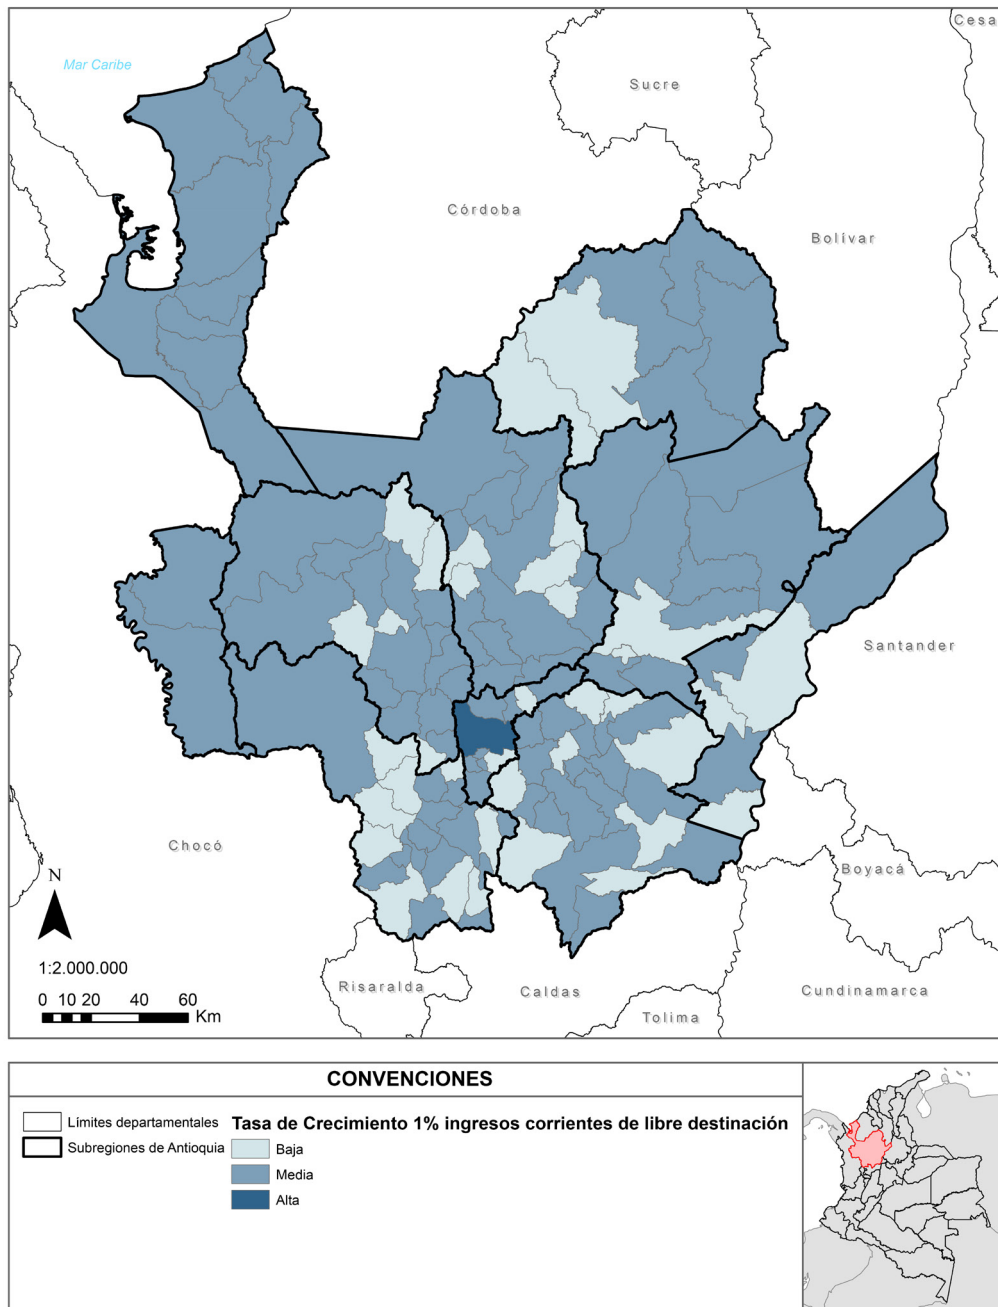 Cesa
Mar Caribe
Sucre
Córdoba
Bolívar
Santander
Chocó
Boyacá
N
1:2.000.000
Risaralda
Caldas
Cundinamarca
0 10 20 40 60
Km
Tolima
CONVENCIONES
Límites departamentales
Subregiones de Antioquia
Tasa de Crecimiento 1% ingresos corrientes de libre destinación
Baja
Media
Alta